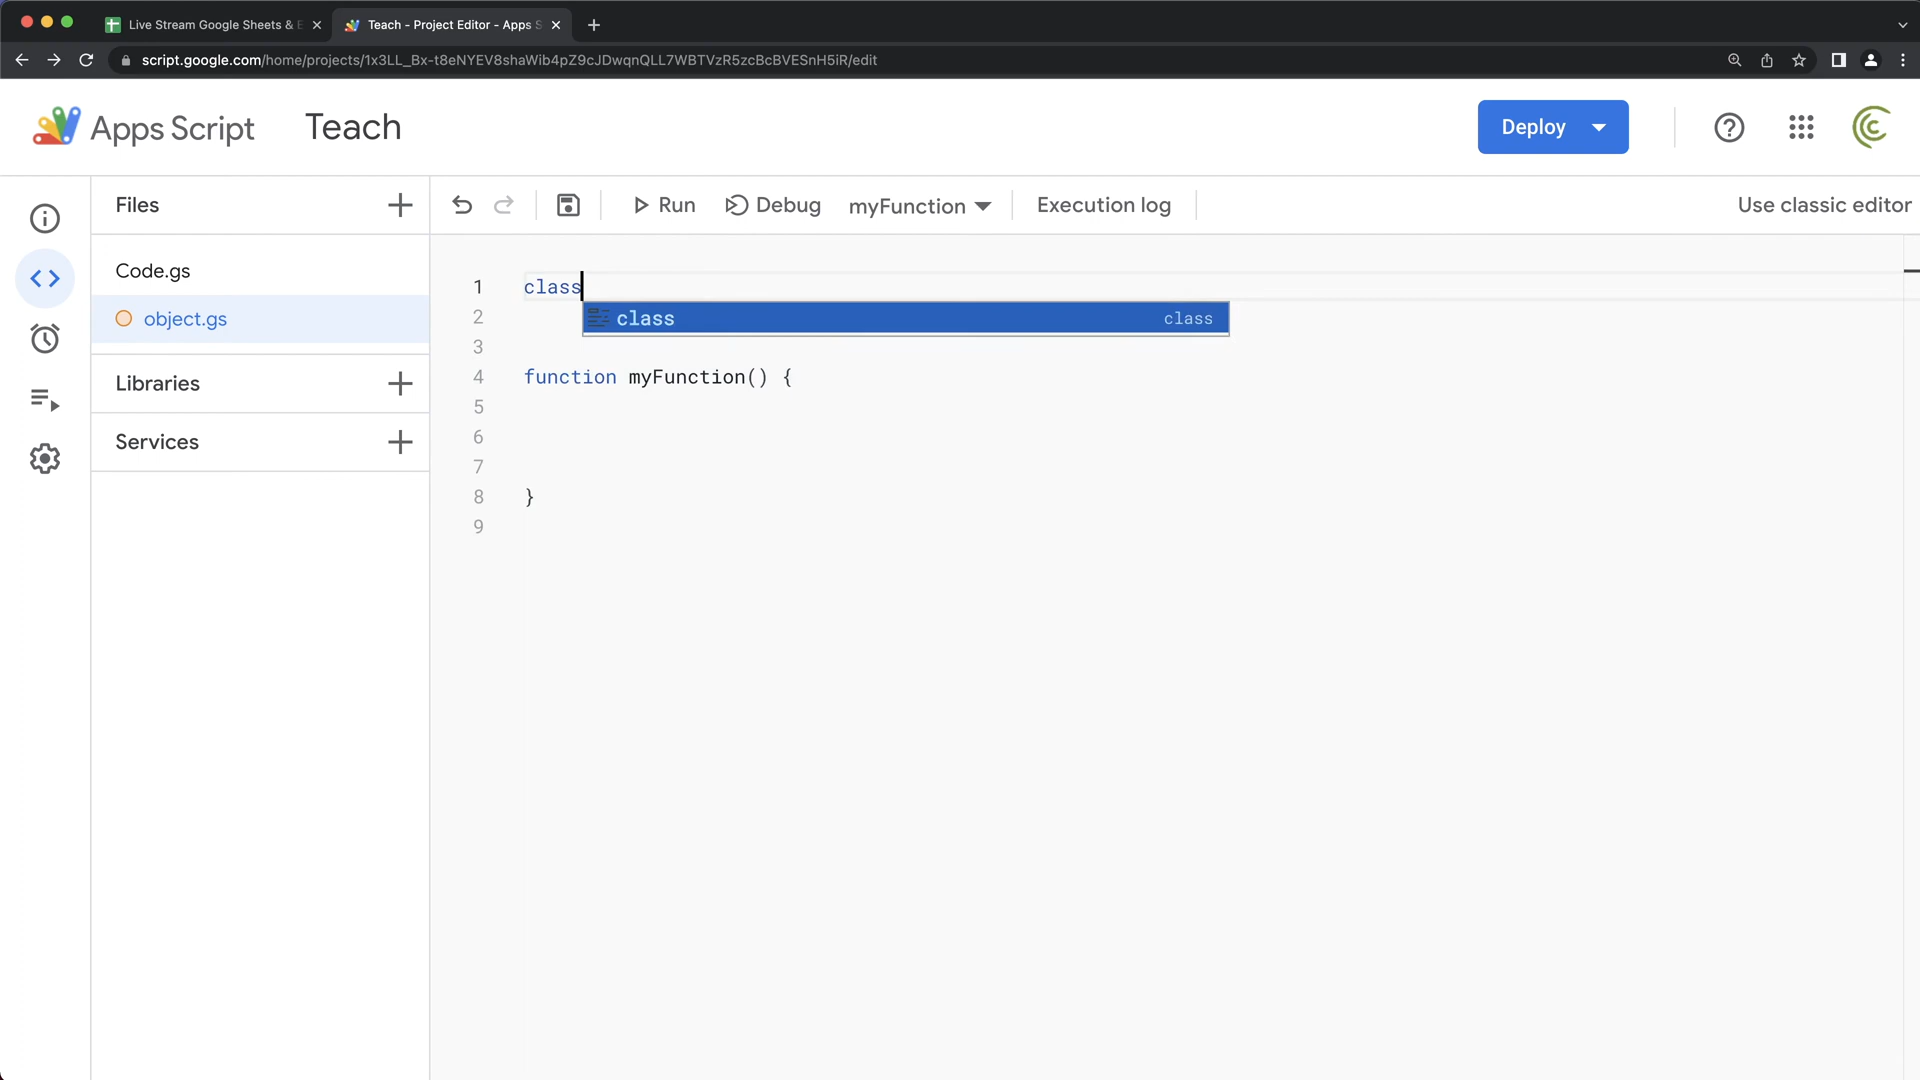 Live Stream Google Sheets & E
Teach - Project Editor - Apps S
script.google.com/home/projects/1x3LL_Bx-t8eNYEV8shaWib4pZ9cJDwqnQLL7WBTVzR5zcBcBVESnH5iR/edit
Apps Script Teach
Deploy
Files
Run Debug myFunction Execution log Use classic editor
Code.gs
object.gs
Libraries
Services
1 class
2
class class
3
4 function myFunction() {
5
6
7
8 }
9